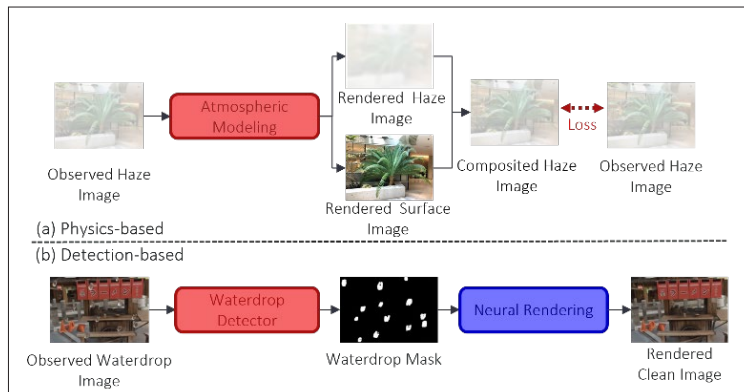 Atmospheric
Modeling
Observed Haze
Image
Rendered Haze
Image
Rendered Surface
Image
Composited Haze
Image
Loss
Observed Haze
Image
(a) Physics-based
(b) Detection-based
Waterdrop
Detector
Neural Rendering
Observed Waterdrop
Image
Waterdrop Mask
Rendered
Clean Image